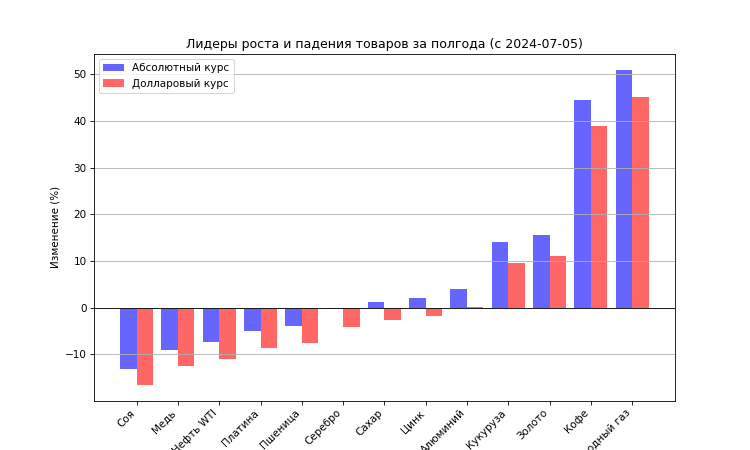 Лидеры роста и падения товаров за полгода (с 2024-07-05)
Абсолютный курс
Долларовый курс
Изменение (%)
50
40
30
20
10
0
−10
Соя
Медь
Нефть WTI
Платина
Пшеница
Серебро
Сахар
Цинк
Алюминий
Кукуруза
Золото
Кофе
газ